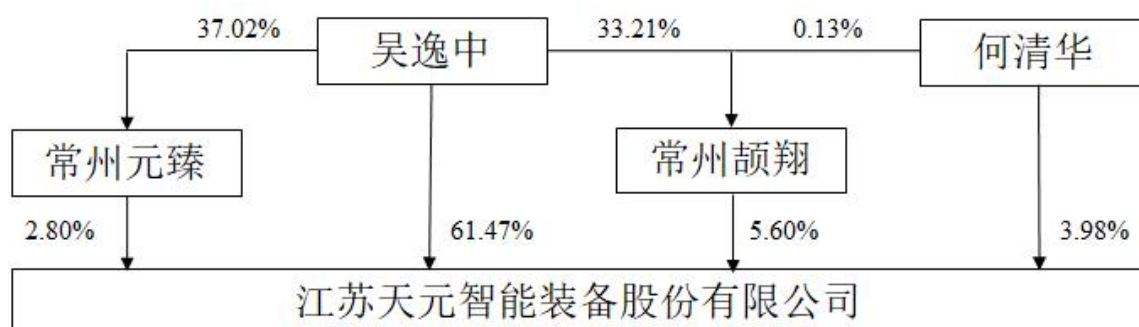 37.02%
吴逸中
33.21%
0.13%
何清华
常州元臻
常州颉翔
2.80%
61.47%
5.60%
3.98%
江苏天元智能装备股份有限公司